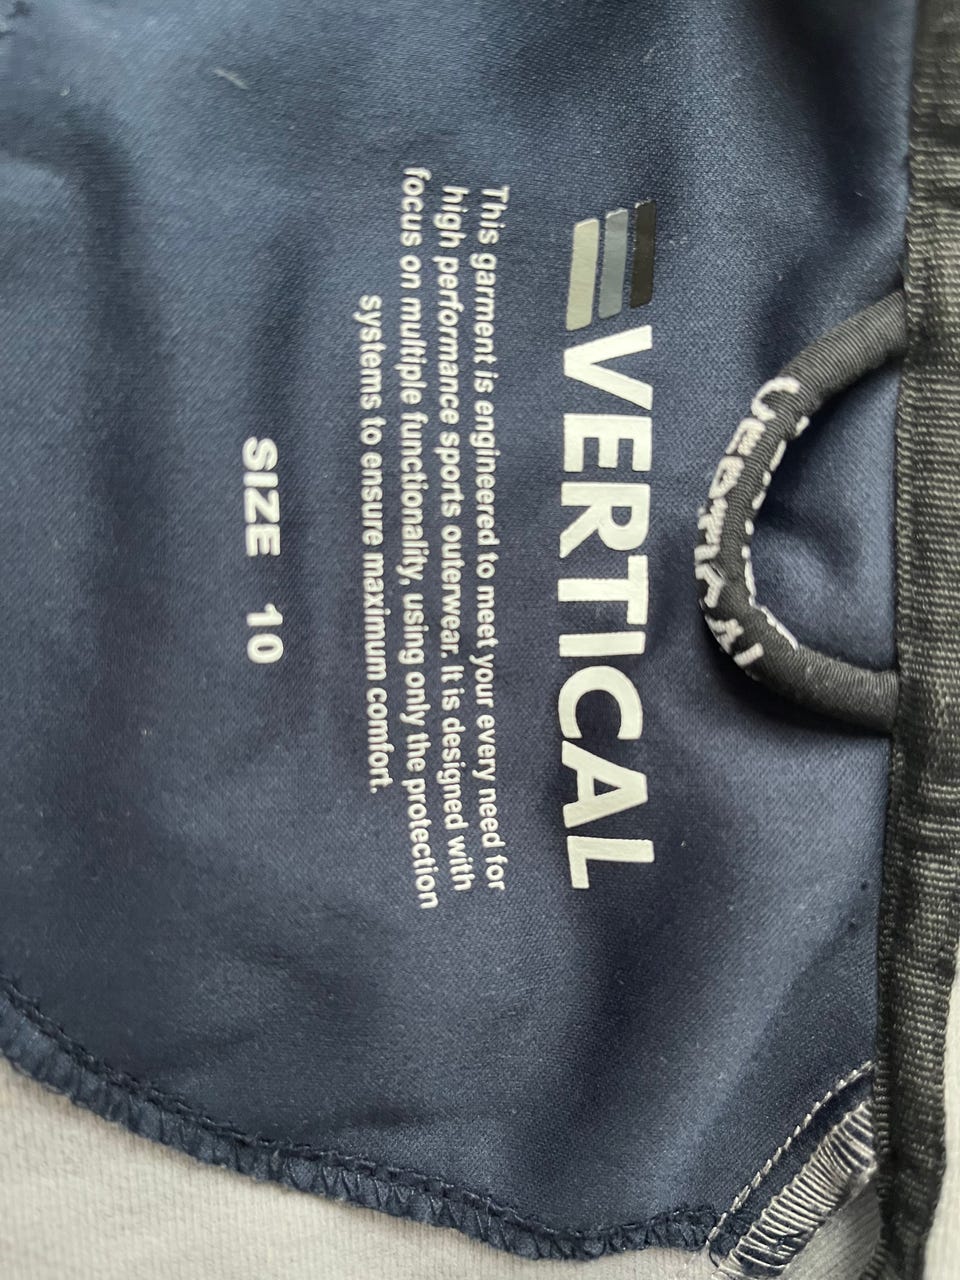 VERTICAL
This garment is engineered to meet your every need for
high performance sports outerwear. It is designed with
focus on multiple functionality, using only the protection
systems to ensure maximum comfort.
SIZE 10